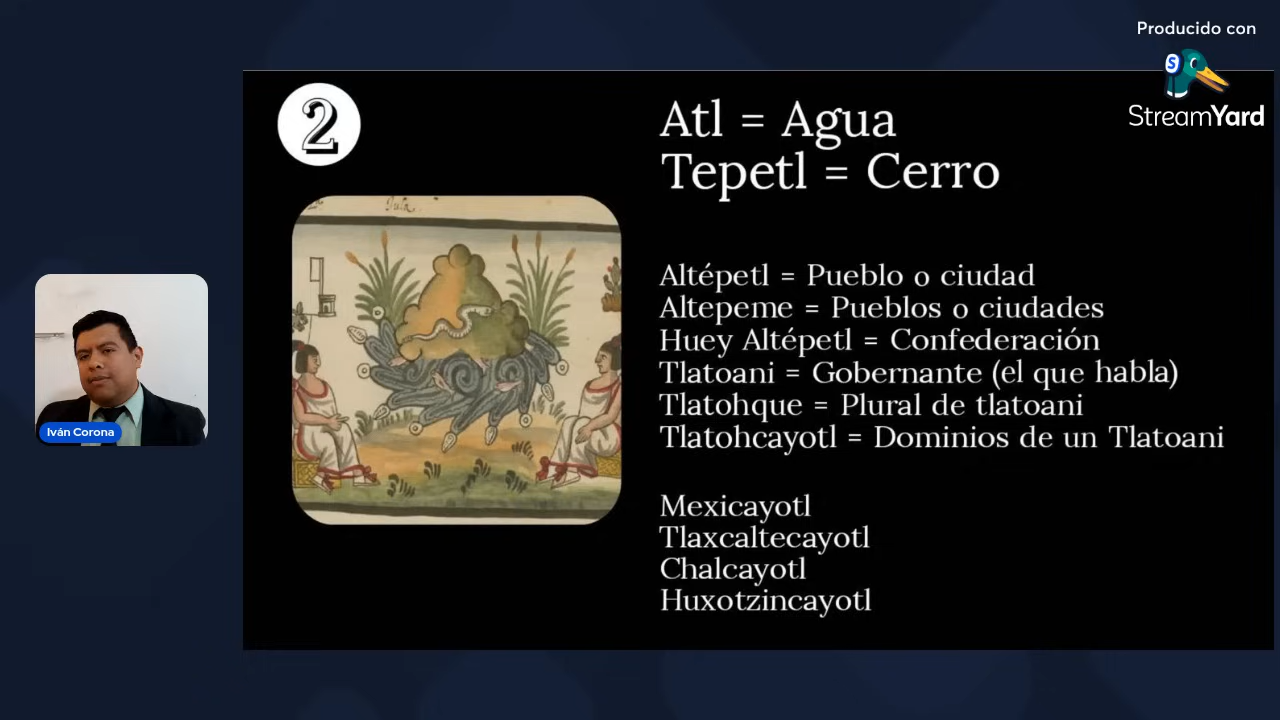 Producido con
S
StreamYard
2
Atl = Agua
Tepetl = Cerro
Tula.
Altépetl = Pueblo o ciudad
Altepeme = Pueblos o ciudades
Huey Altépetl = Confederación
Tlatoani = Gobernante (el que habla)
Tlatohque = Plural de tlatoani
Tlatohcayotl = Dominios de un Tlatoani
Mexicayotl
Tlaxcaltecayotl
Chalcayotl
Huxotzincayotl
Iván Corona